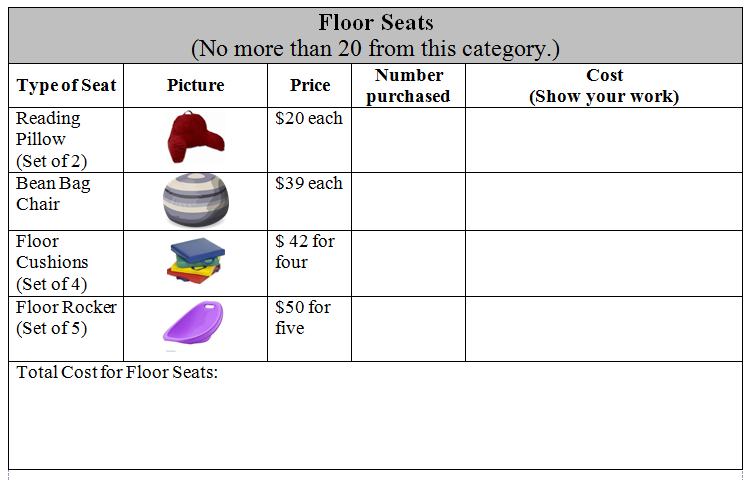 Floor Seats
(No more than 20 from this category.)
Type of Seat
Picture
Price
Number
purchased
Cost
(Show your work)
Reading
Pillow
(Set of 2)
$20 each
Bean Bag
Chair
$39 each
Floor
Cushions
(Set of 4)
$ 42 for
four
Floor Rocker
(Set of 5)
$50 for
five
Total Cost for Floor Seats: